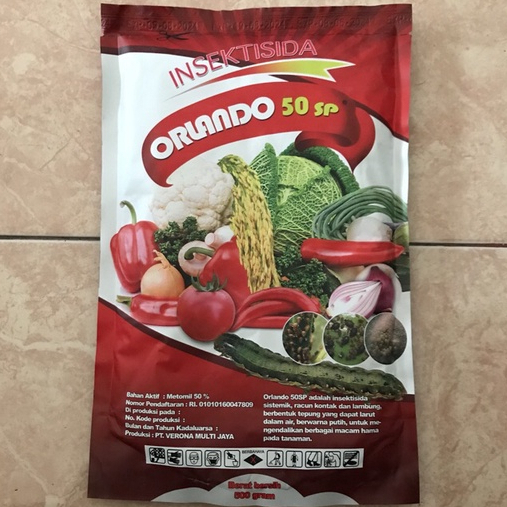 INSEKTISIDA
ORLANDO 50 SP
Bahan Aktif : Metomil 50 %
Nomor Pendaftaran : RI. 01010160047809
Di produksi pada :
No. Kode produksi :
Bulan dan Tahun Kadaluarsa :
Produksi : PT. VERONA MULTI JAYA
Orlando 50SP adalah insektisida
sistemik, racun kontak dan lambung,
berbentuk tepung yang dapat larut
dalam air, berwarna putih, untuk
mengendalikan berbagai macam hama
pada tanaman.
BERBAHAYA
Berat bersih
500 gram